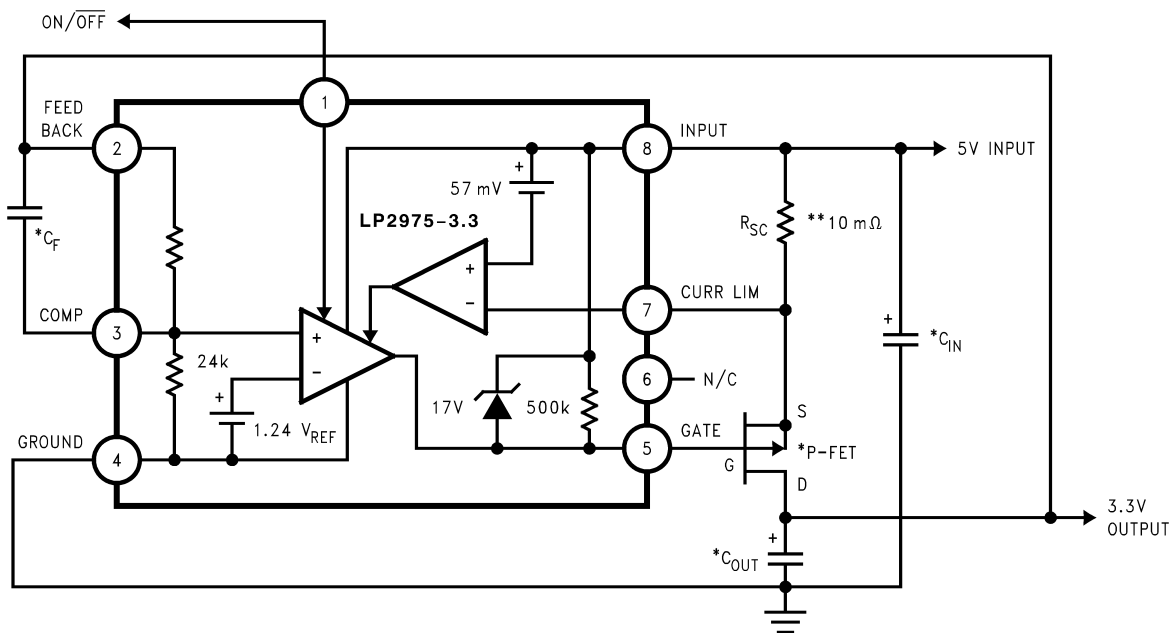 ON/OFF
FEED
BACK
1
2
INPUT
8
5V INPUT
57 mV
LP2975-3.3
R_SC
**10 mΩ
*C_F
COMP
3
CURR LIM
7
+
-
+
-
24k
*C_IN
6
N/C
17V
500k
1.24 V_REF
GROUND
4
5
GATE
S
*P-FET
G
D
3.3V
OUTPUT
*C_OUT
+
+
+
+